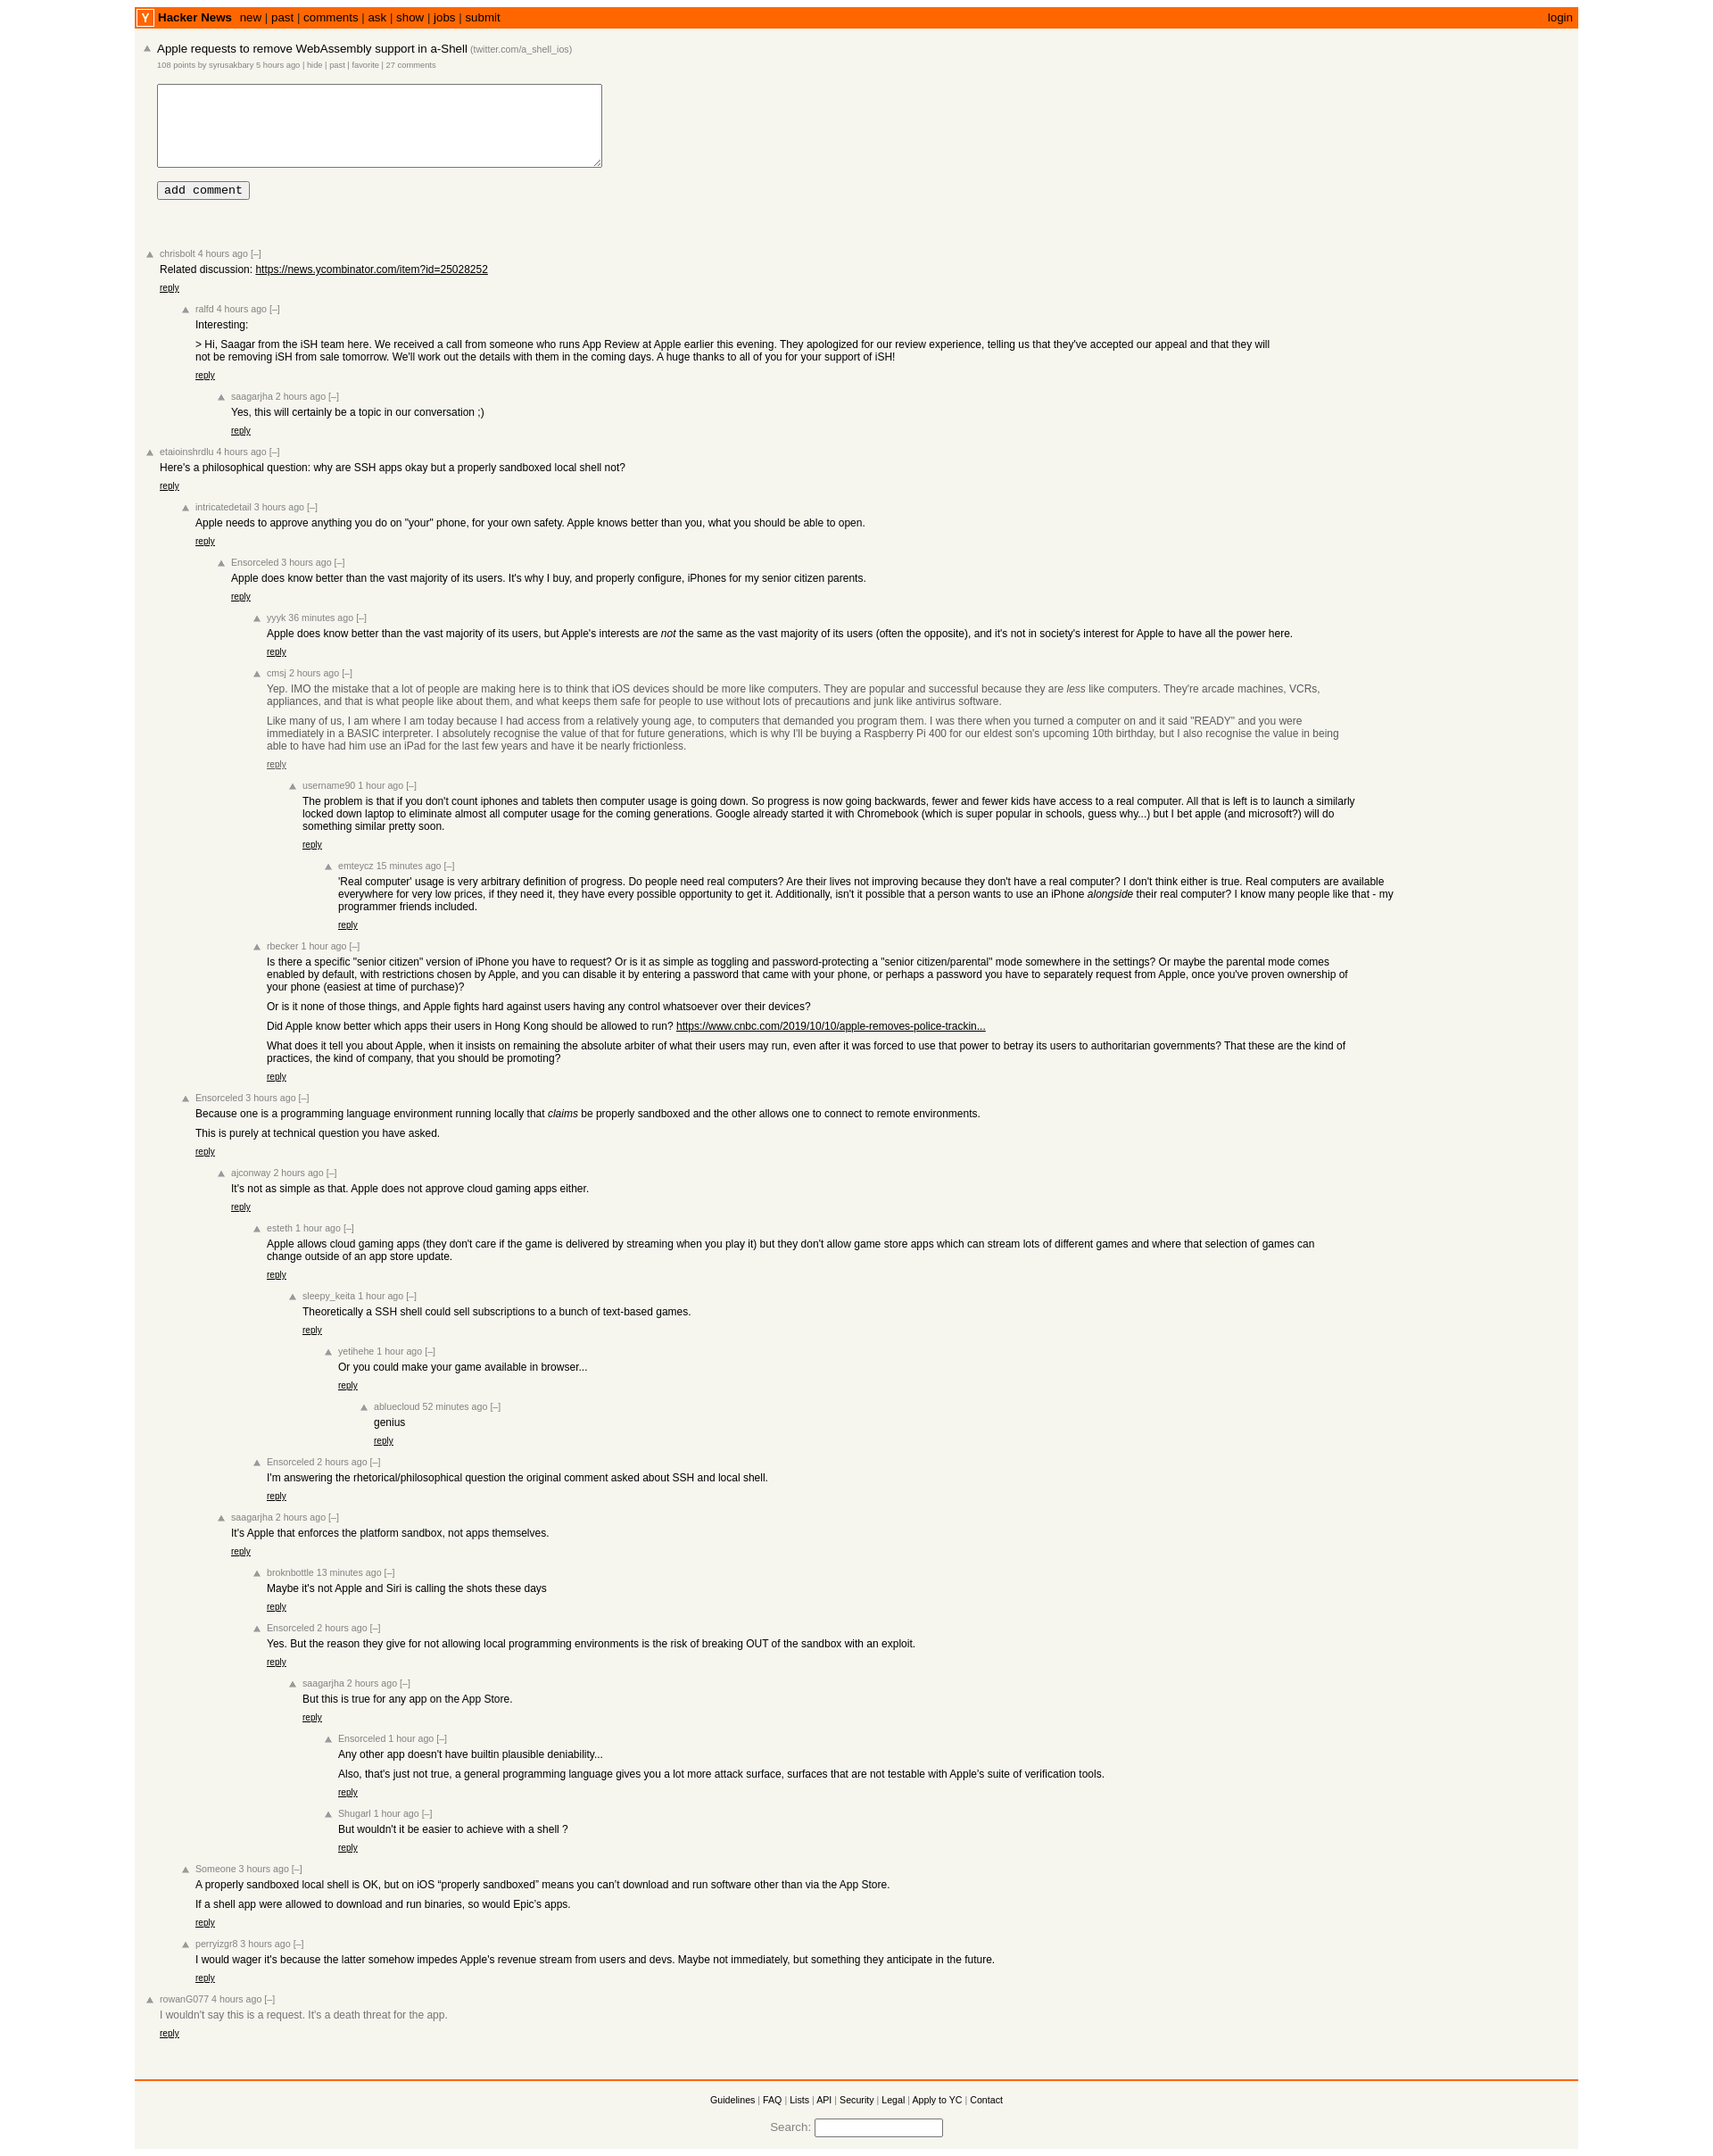 Y Hacker News new | past | comments | ask | show | jobs | submit login
Apple requests to remove WebAssembly support in a-Shell (twitter.com/a_shell_ios)
108 points by syrusakbary 5 hours ago | hide | past | favorite | 27 comments
add comment
chrisbolt 4 hours ago [–]
Related discussion: https://news.ycombinator.com/item?id=25028252
reply
ralfd 4 hours ago [–]
Interesting:
> Hi, Saagar from the iSH team here. We received a call from someone who runs App Review at Apple earlier this evening. They apologized for our review experience, telling us that they've accepted our appeal and that they will
not be removing iSH from sale tomorrow. We'll work out the details with them in the coming days. A huge thanks to all of you for your support of iSH!
reply
saagarjha 2 hours ago [–]
Yes, this will certainly be a topic in our conversation ;)
reply
etaioinshrdlu 4 hours ago [–]
Here's a philosophical question: why are SSH apps okay but a properly sandboxed local shell not?
reply
intricatedetail 3 hours ago [–]
Apple needs to approve anything you do on "your" phone, for your own safety. Apple knows better than you, what you should be able to open.
reply
Ensorceled 3 hours ago [–]
Apple does know better than the vast majority of its users. It's why I buy, and properly configure, iPhones for my senior citizen parents.
reply
yyyk 36 minutes ago [–]
Apple does know better than the vast majority of its users, but Apple's interests are not the same as the vast majority of its users (often the opposite), and it's not in society's interest for Apple to have all the power here.
reply
cmsj 2 hours ago [–]
Yep. IMO the mistake that a lot of people are making here is to think that iOS devices should be more like computers. They are popular and successful because they are less like computers. They're arcade machines, VCRs,
appliances, and that is what people like about them, and what keeps them safe for people to use without lots of precautions and junk like antivirus software.
Like many of us, I am where I am today because I had access from a relatively young age, to computers that demanded you program them. I was there when you turned a computer on and it said "READY" and you were
immediately in a BASIC interpreter. I absolutely recognise the value of that for future generations, which is why I'll be buying a Raspberry Pi 400 for our eldest son's upcoming 10th birthday, but I also recognise the value in being
able to have had him use an iPad for the last few years and have it be nearly frictionless.
reply
username90 1 hour ago [–]
The problem is that if you don't count iphones and tablets then computer usage is going down. So progress is now going backwards, fewer and fewer kids have access to a real computer. All that is left is to launch a similarly
locked down laptop to eliminate almost all computer usage for the coming generations. Google already started it with Chromebook (which is super popular in schools, guess why...) but I bet apple (and microsoft?) will do
something similar pretty soon.
reply
emteycz 15 minutes ago [–]
'Real computer' usage is very arbitrary definition of progress. Do people need real computers? Are their lives not improving because they don't have a real computer? I don't think either is true. Real computers are available
everywhere for very low prices, if they need it, they have every possible opportunity to get it. Additionally, isn't it possible that a person wants to use an iPhone alongside their real computer? I know many people like that - my
programmer friends included.
reply
rbecker 1 hour ago [–]
Is there a specific "senior citizen" version of iPhone you have to request? Or is it as simple as toggling and password-protecting a "senior citizen/parental" mode somewhere in the settings? Or maybe the parental mode comes
enabled by default, with restrictions chosen by Apple, and you can disable it by entering a password that came with your phone, or perhaps a password you have to separately request from Apple, once you've proven ownership of
your phone (easiest at time of purchase)?
Or is it none of those things, and Apple fights hard against users having any control whatsoever over their devices?
Did Apple know better which apps their users in Hong Kong should be allowed to run? https://www.cnbc.com/2019/10/10/apple-removes-police-trackin...
What does it tell you about Apple, when it insists on remaining the absolute arbiter of what their users may run, even after it was forced to use that power to betray its users to authoritarian governments? That these are the kind of
practices, the kind of company, that you should be promoting?
reply
Ensorceled 3 hours ago [–]
Because one is a programming language environment running locally that claims be properly sandboxed and the other allows one to connect to remote environments.
This is purely at technical question you have asked.
reply
ajconway 2 hours ago [–]
It's not as simple as that. Apple does not approve cloud gaming apps either.
reply
esteth 1 hour ago [–]
Apple allows cloud gaming apps (they don't care if the game is delivered by streaming when you play it) but they don't allow game store apps which can stream lots of different games and where that selection of games can
change outside of an app store update.
reply
sleepy_keita 1 hour ago [–]
Theoretically a SSH shell could sell subscriptions to a bunch of text-based games.
reply
yetihehe 1 hour ago [–]
Or you could make your game available in browser...
reply
abluecloud 52 minutes ago [–]
genius
reply
Ensorceled 2 hours ago [–]
I'm answering the rhetorical/philosophical question the original comment asked about SSH and local shell.
reply
saagarjha 2 hours ago [–]
It's Apple that enforces the platform sandbox, not apps themselves.
reply
broknbottle 13 minutes ago [–]
Maybe it's not Apple and Siri is calling the shots these days
reply
Ensorceled 2 hours ago [–]
Yes. But the reason they give for not allowing local programming environments is the risk of breaking OUT of the sandbox with an exploit.
reply
saagarjha 2 hours ago [–]
But this is true for any app on the App Store.
reply
Ensorceled 1 hour ago [–]
Any other app doesn't have builtin plausible deniability...
Also, that's just not true, a general programming language gives you a lot more attack surface, surfaces that are not testable with Apple's suite of verification tools.
reply
Shugarl 1 hour ago [–]
But wouldn't it be easier to achieve with a shell ?
reply
Someone 3 hours ago [–]
A properly sandboxed local shell is OK, but on iOS “properly sandboxed” means you can’t download and run software other than via the App Store.
If a shell app were allowed to download and run binaries, so would Epic’s apps.
reply
perryizgr8 3 hours ago [–]
I would wager it's because the latter somehow impedes Apple's revenue stream from users and devs. Maybe not immediately, but something they anticipate in the future.
reply
rowanG077 4 hours ago [–]
I wouldn't say this is a request. It's a death threat for the app.
reply
Guidelines | FAQ | Lists | API | Security | Legal | Apply to YC | Contact
Search: